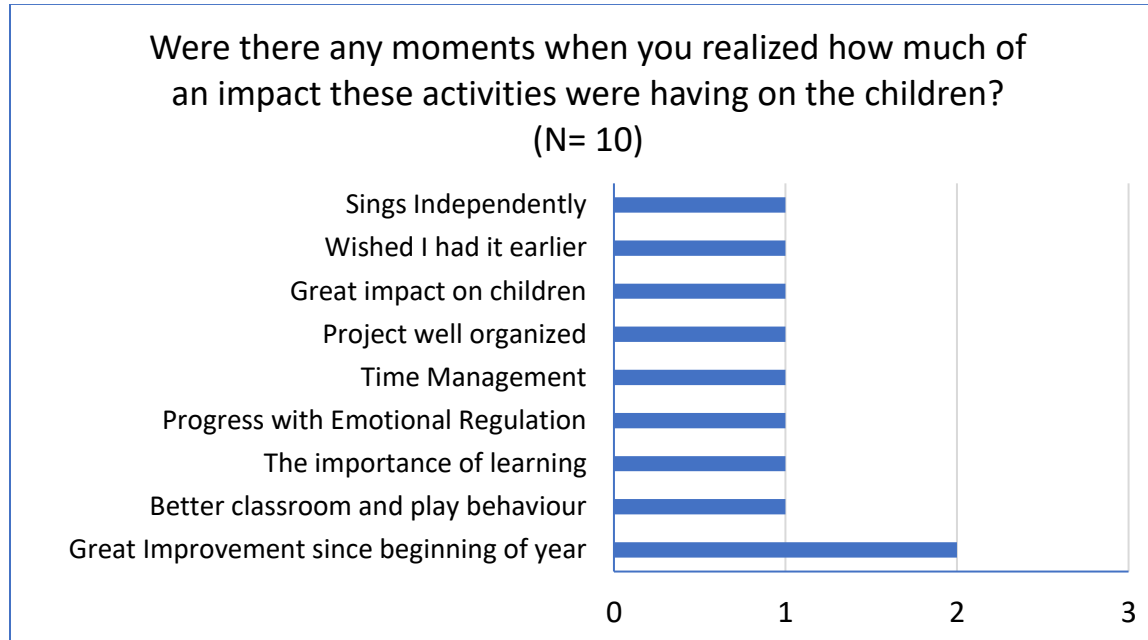 Were there any moments when you realized how much of
an impact these activities were having on the children?
(N= 10)
Sings Independently
Wished I had it earlier
Great impact on children
Project well organized
Time Management
Progress with Emotional Regulation
The importance of learning
Better classroom and play behaviour
Great Improvement since beginning of year
0 1 2 3